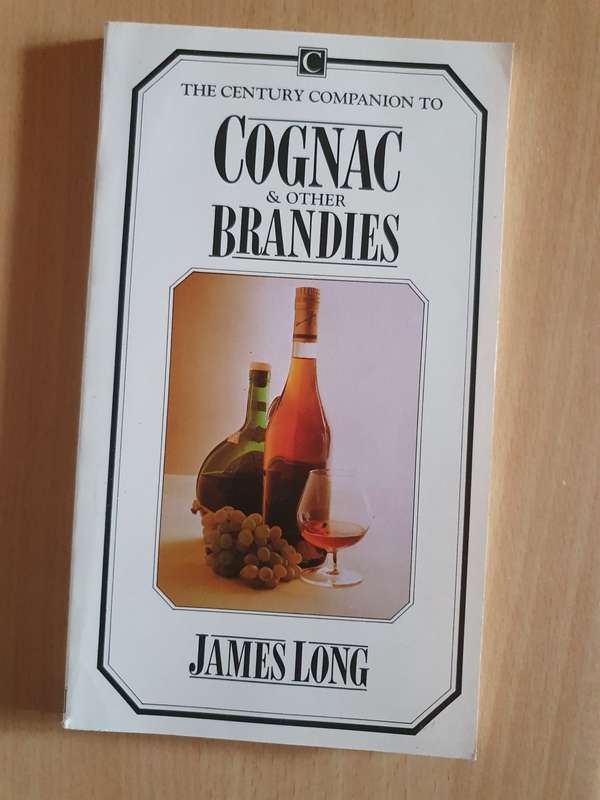 C
THE CENTURY COMPANION TO
COGNAC
& OTHER
BRANDIES
JAMES LONG